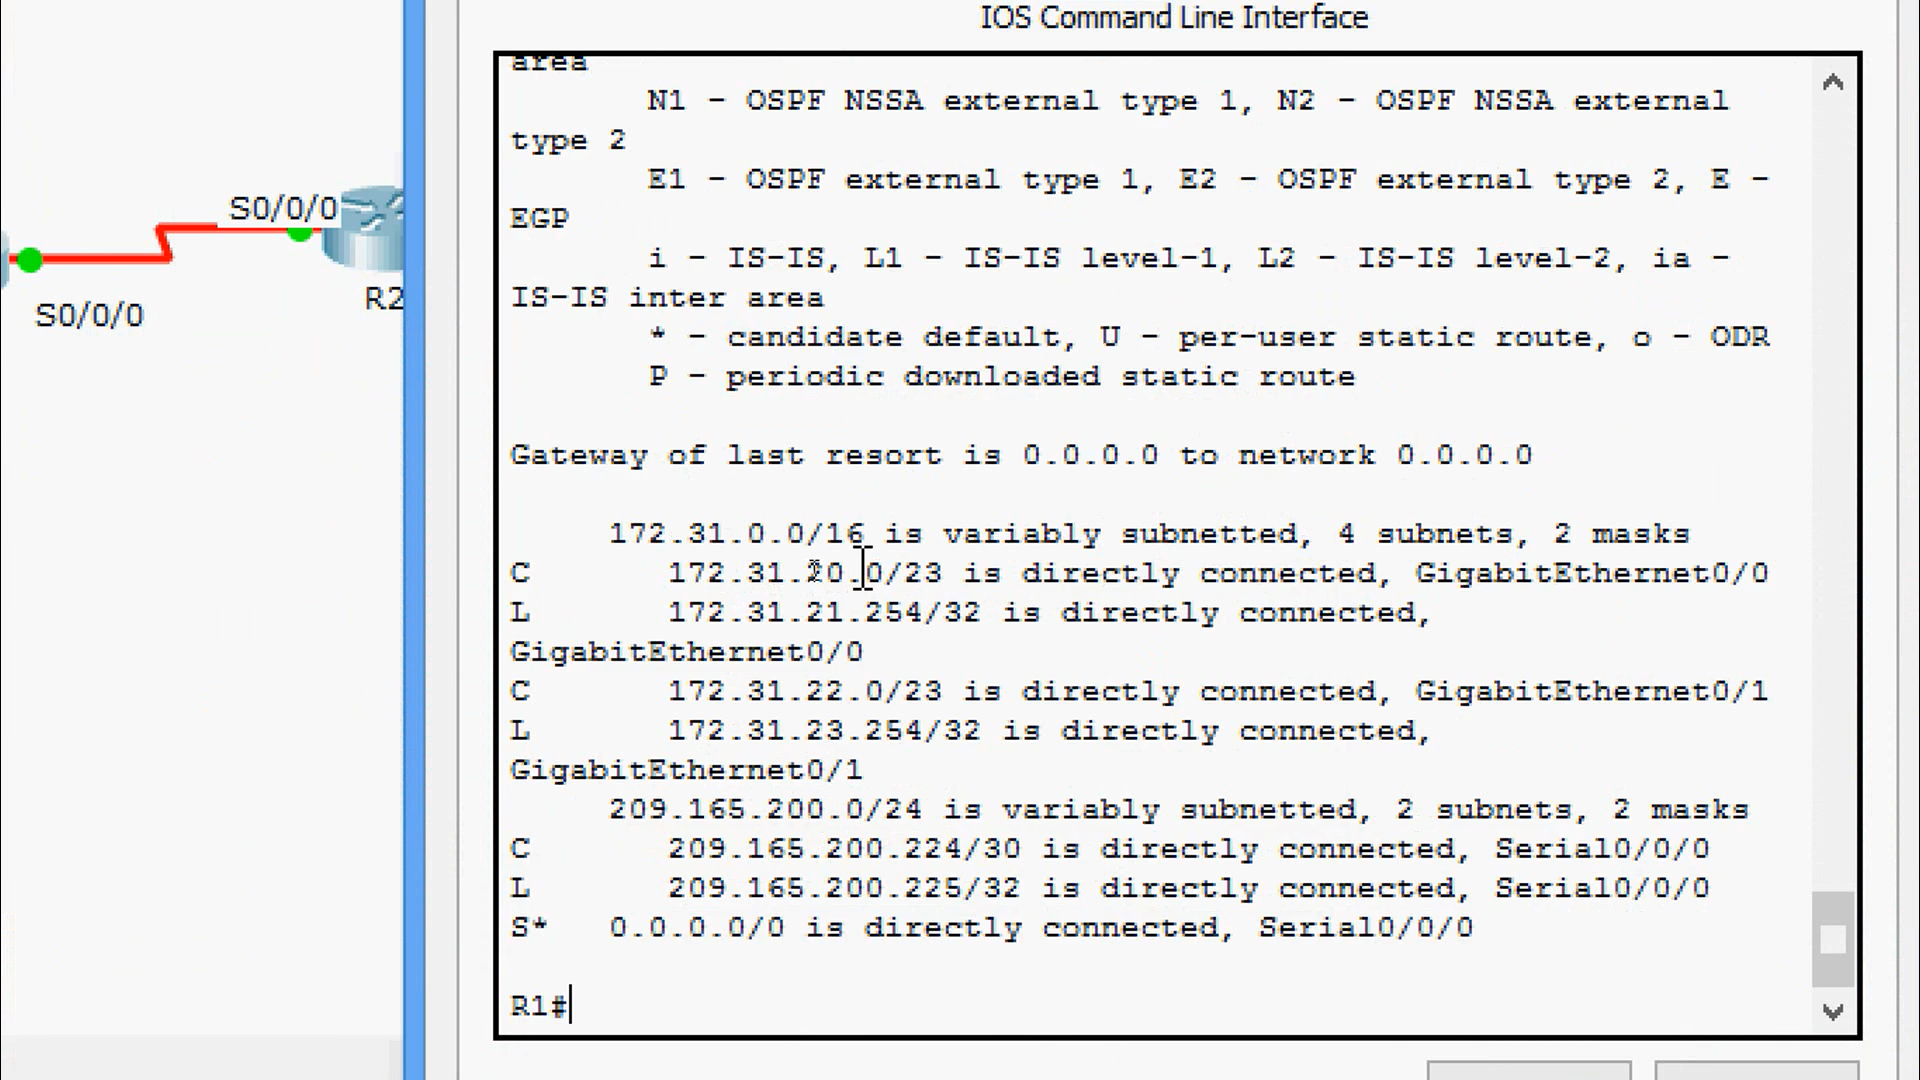 IOS Command Line Interface
area
N1 - OSPF NSSA external type 1, N2 - OSPF NSSA external
type 2
E1 - OSPF external type 1, E2 - OSPF external type 2, E -
EGP
i - IS-IS, L1 - IS-IS level-1, L2 - IS-IS level-2, ia -
IS-IS inter area
* - candidate default, U - per-user static route, o - ODR
P - periodic downloaded static route
Gateway of last resort is 0.0.0.0 to network 0.0.0.0
172.31.0.0/16 is variably subnetted, 4 subnets, 2 masks
C 172.31.20.0/23 is directly connected, GigabitEthernet0/0
L 172.31.21.254/32 is directly connected,
GigabitEthernet0/0
C 172.31.22.0/23 is directly connected, GigabitEthernet0/1
L 172.31.23.254/32 is directly connected,
GigabitEthernet0/1
209.165.200.0/24 is variably subnetted, 2 subnets, 2 masks
C 209.165.200.224/30 is directly connected, Serial0/0/0
L 209.165.200.225/32 is directly connected, Serial0/0/0
S* 0.0.0.0/0 is directly connected, Serial0/0/0
R1#
S0/0/0
R2
S0/0/0